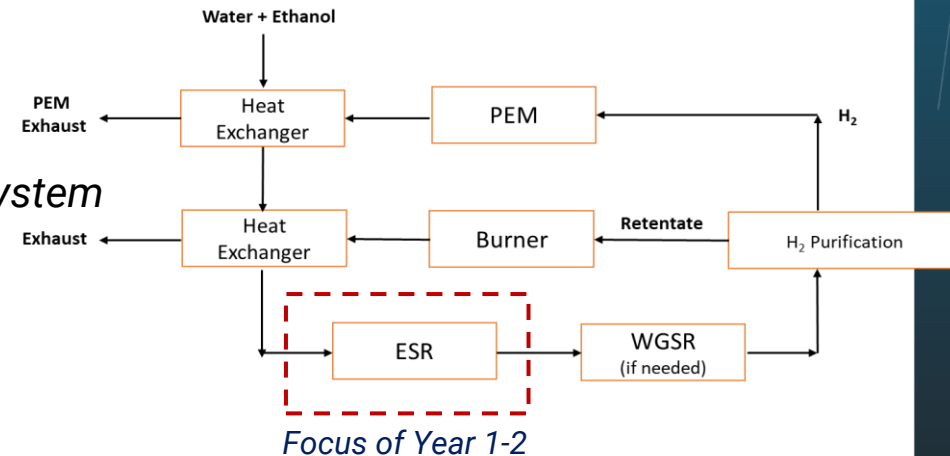 Water + Ethanol
PEM
Exhaust
Heat
Exchanger
PEM
H₂
ystem
Exhaust
Heat
Exchanger
Burner
Retentate
H₂ Purification
ESR
WGSR
(if needed)
Focus of Year 1-2